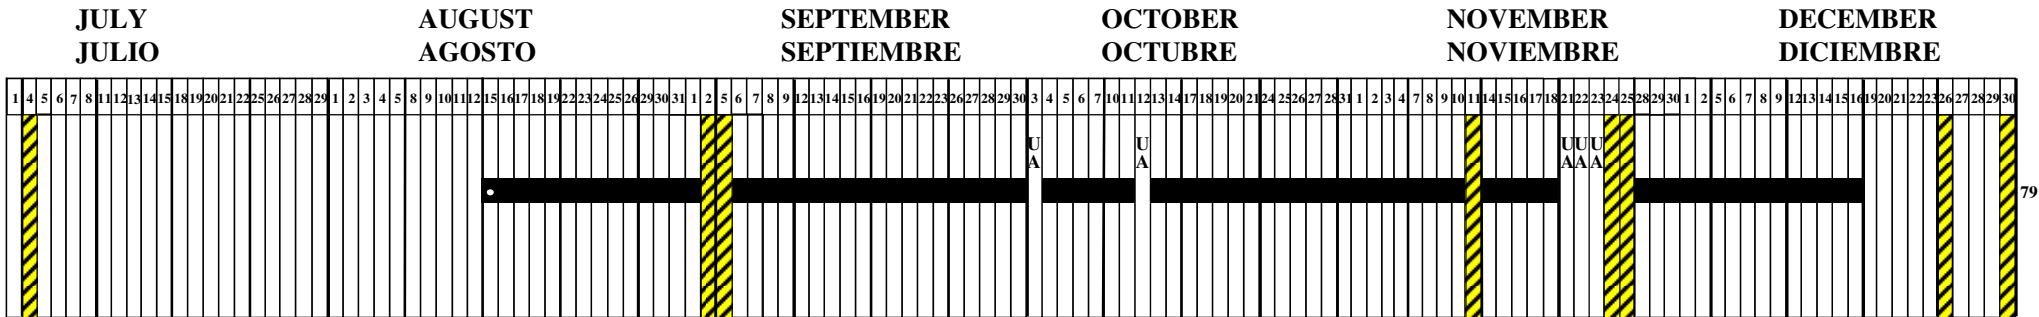 JULY AUGUST SEPTEMBER OCTOBER NOVEMBER DECEMBER
JULIO AGOSTO SEPTIEMBRE OCTUBRE NOVIEMBRE DICIEMBRE
1 4 5 6 7 8 11 12 13 14 15 18 19 20 21 22 25 26 27 28 29 1 2 3 4 5 8 9 10 11 12 15 16 17 18 19 22 23 24 25 26 29 30 31 1 2 5 6 7 8 9 12 13 14 15 16 19 20 21 22 23 26 27 28 29 30 3 4 5 6 7 10 11 12 13 14 17 18 19 20 21 24 25 26 27 28 31 1 2 3 4 7 8 9 10 11 14 15 16 17 18 21 22 23 24 25 28 29 30 1 2 5 6 7 8 9 12 13 14 15 16 19 20 21 22 23 26 27 28 29 30
U U U U U
A A A A A
79